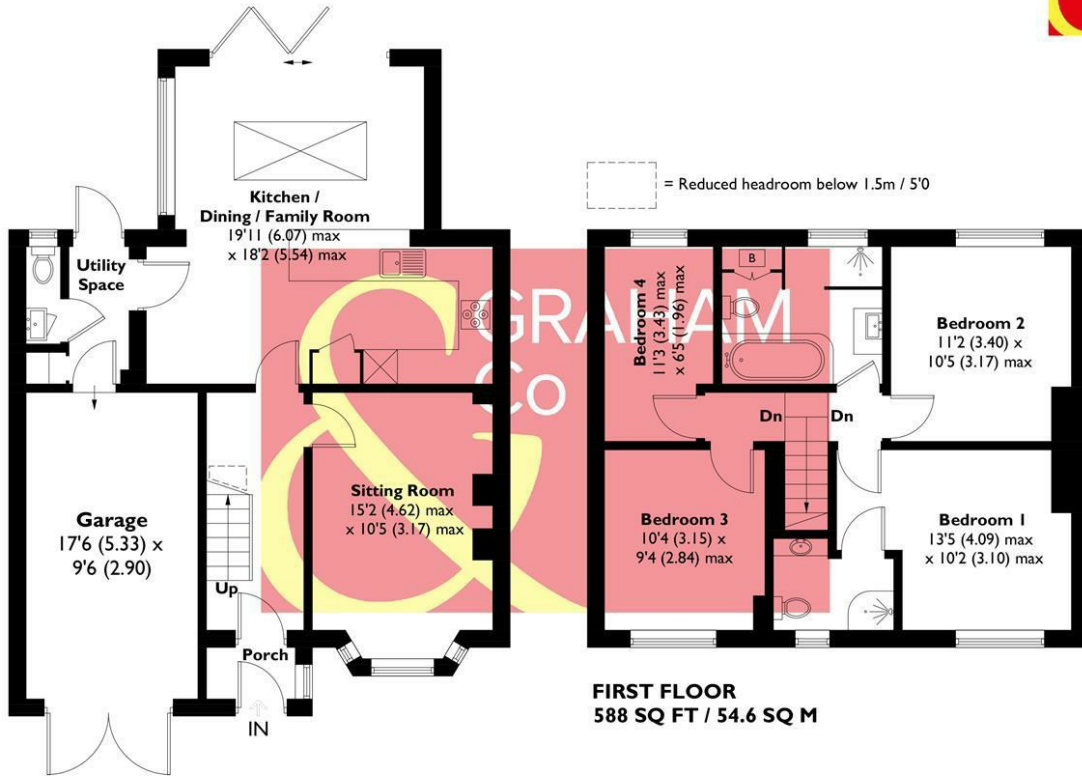 Kitchen /
Dining / Family Room
19'11 (6.07) max
x 18'2 (5.54) max
Utility
Space
Garage
17'6 (5.33) x
9'6 (2.90)
Sitting Room
15'2 (4.62) max
x 10'5 (3.17) max
Up
Porch
IN
GRAHAM
Co
&
= Reduced headroom below 1.5m / 5'0
Bedroom 4
11'3 (3.43) max
x 6'5 (1.96) max
B
Bedroom 2
11'2 (3.40) x
10'5 (3.17) max
Dn
Dn
Bedroom 3
10'4 (3.15) x
9'4 (2.84) max
Bedroom 1
13'5 (4.09) max
x 10'2 (3.10) max
FIRST FLOOR
588 SQ FT / 54.6 SQ M